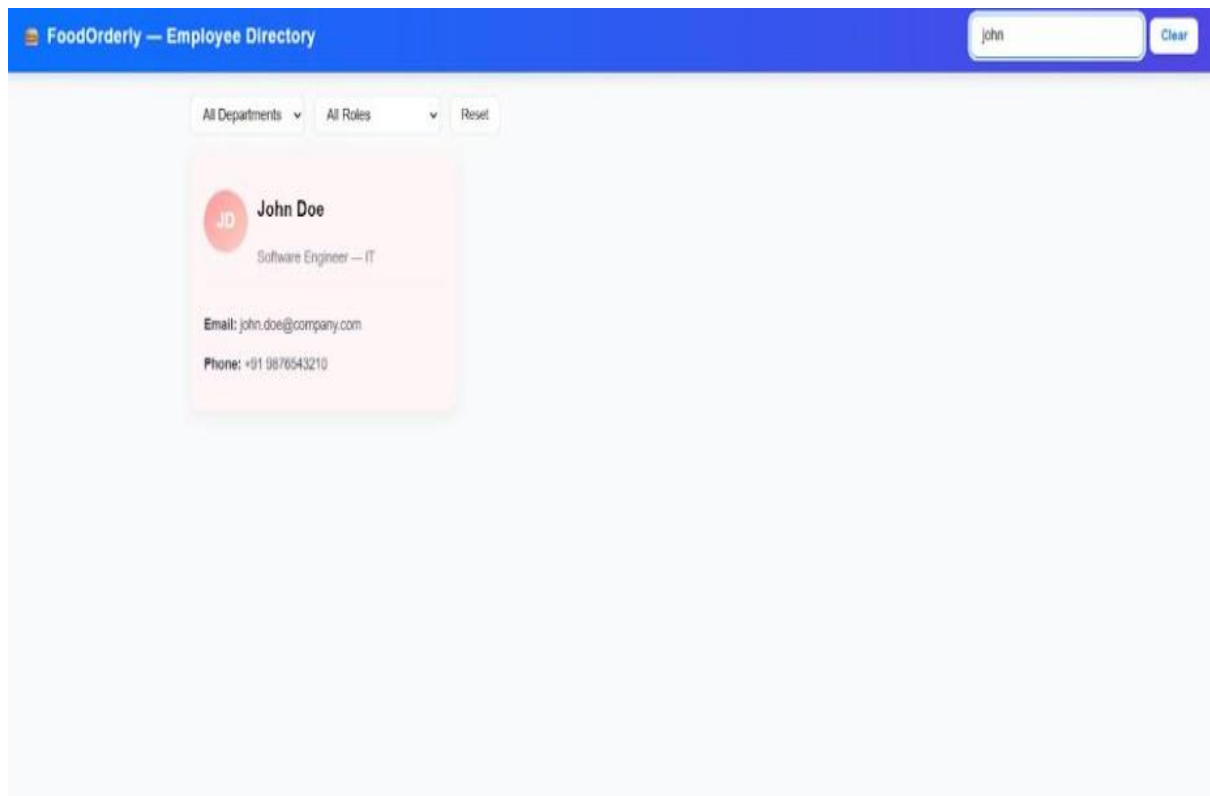 FoodOrderly — Employee Directory
john
Clear
All Departments
All Roles
Reset
JD
John Doe
Software Engineer — IT
Email: john.doe@company.com
Phone: +91 9876543210